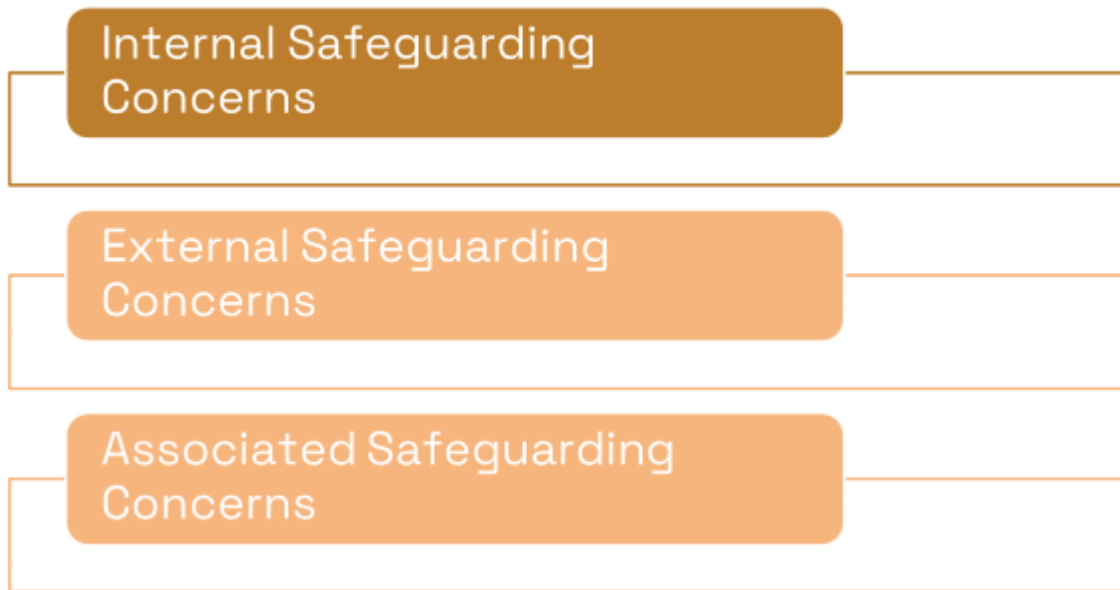 Internal Safeguarding
Concerns
External Safeguarding
Concerns
Associated Safeguarding
Concerns